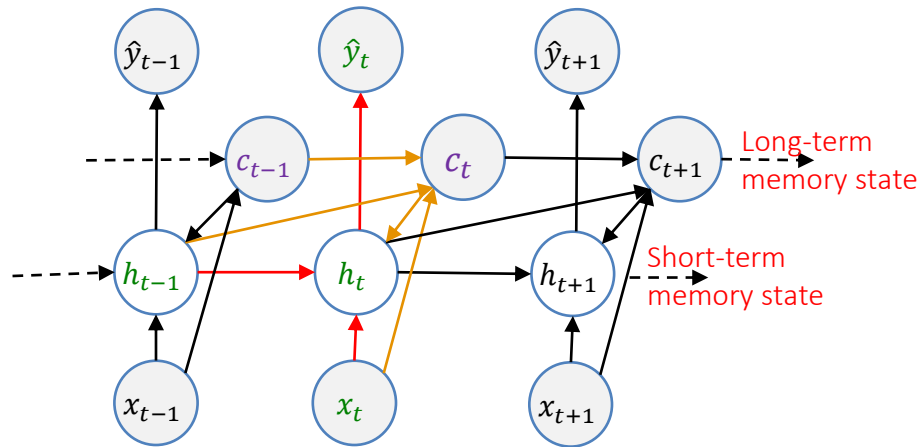 ŷₜ₋₁ ŷₜ ŷₜ₊₁
cₜ₋₁ cₜ cₜ₊₁ Long-term
memory state
hₜ₋₁ hₜ hₜ₊₁ Short-term
memory state
xₜ₋₁ xₜ xₜ₊₁